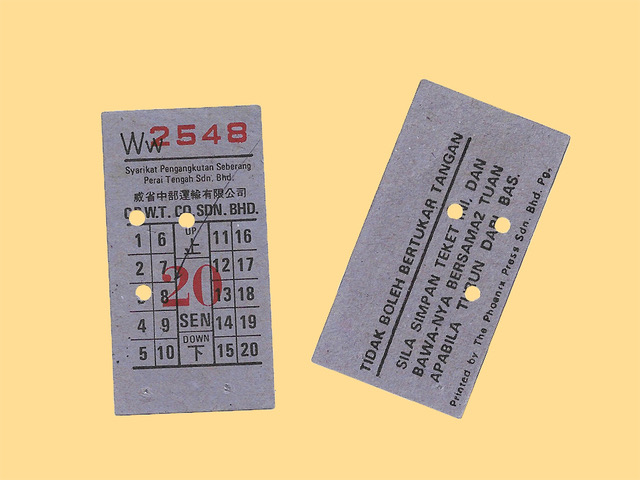 Ww 2548
Syarikat Pengangkutan Seberang
Perai Tengah Sdn. Bhd.
威省中部運輸有限公司
W.T. CO. SDN. BHD.
1 6 UP 上 11 16
2 7 12 17
8 20 13 18
4 9 SEN 14 19
5 10 DOWN 下 15 20
TIDAK BOLEH BERTUKAR TANGAN
SILA SIMPAN TEKET INI, DAN
BAWA-NYA BERSAMA2 TUAN
APABILA TURUN DARI BAS.
Printed by The Phoenix Press Sdn. Bhd. Pg.